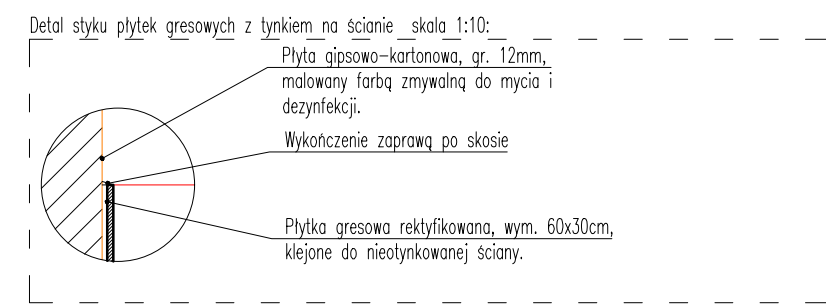 Detal styku płytek gresowych z tynkiem na ścianie skala 1:10:
Płyta gipsowo-kartonowa, gr. 12mm,
malowany farbą zmywalną do mycia i
dezynfekcji.
Wykończenie zaprawą po skosie
Płytka gresowa rektyfikowana, wym. 60x30cm,
klejone do nieotynkowanej ściany.